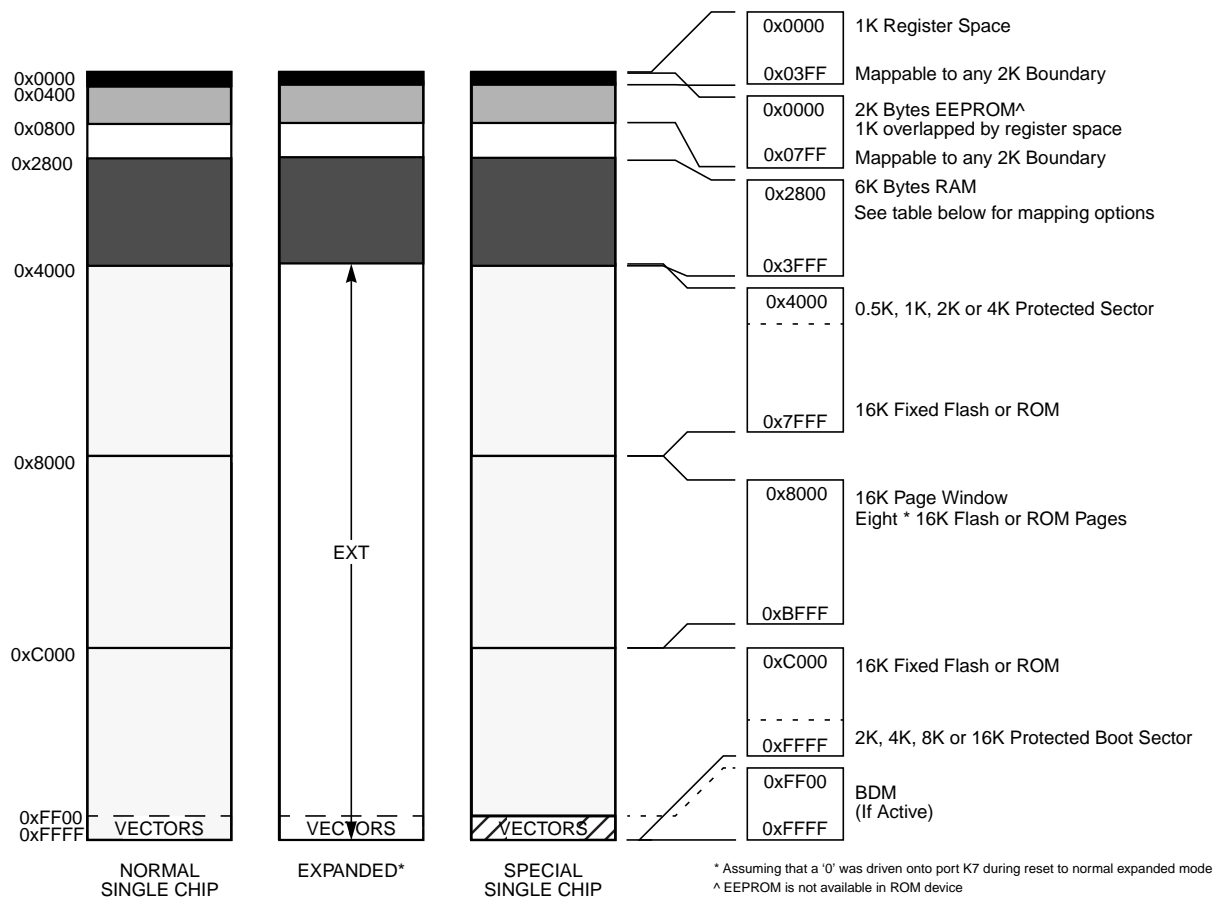 0x0000
0x0400
0x0800
0x2800
0x4000
0x8000
0xC000
0xFF00
0xFFFF
VECTORS
NORMAL
SINGLE CHIP
EXT
VECTORS
EXPANDED*
VECTORS
SPECIAL
SINGLE CHIP
0x0000
1K Register Space
0x03FF
Mappable to any 2K Boundary
0x0000
2K Bytes EEPROM^
1K overlapped by register space
0x07FF
Mappable to any 2K Boundary
0x2800
6K Bytes RAM
See table below for mapping options
0x3FFF
0x4000
0.5K, 1K, 2K or 4K Protected Sector
0x7FFF
16K Fixed Flash or ROM
0x8000
16K Page Window
Eight * 16K Flash or ROM Pages
0xBFFF
0xC000
16K Fixed Flash or ROM
0xFFFF
2K, 4K, 8K or 16K Protected Boot Sector
0xFF00
BDM
(If Active)
0xFFFF
* Assuming that a ‘0’ was driven onto port K7 during reset to normal expanded mode
^ EEPROM is not available in ROM device